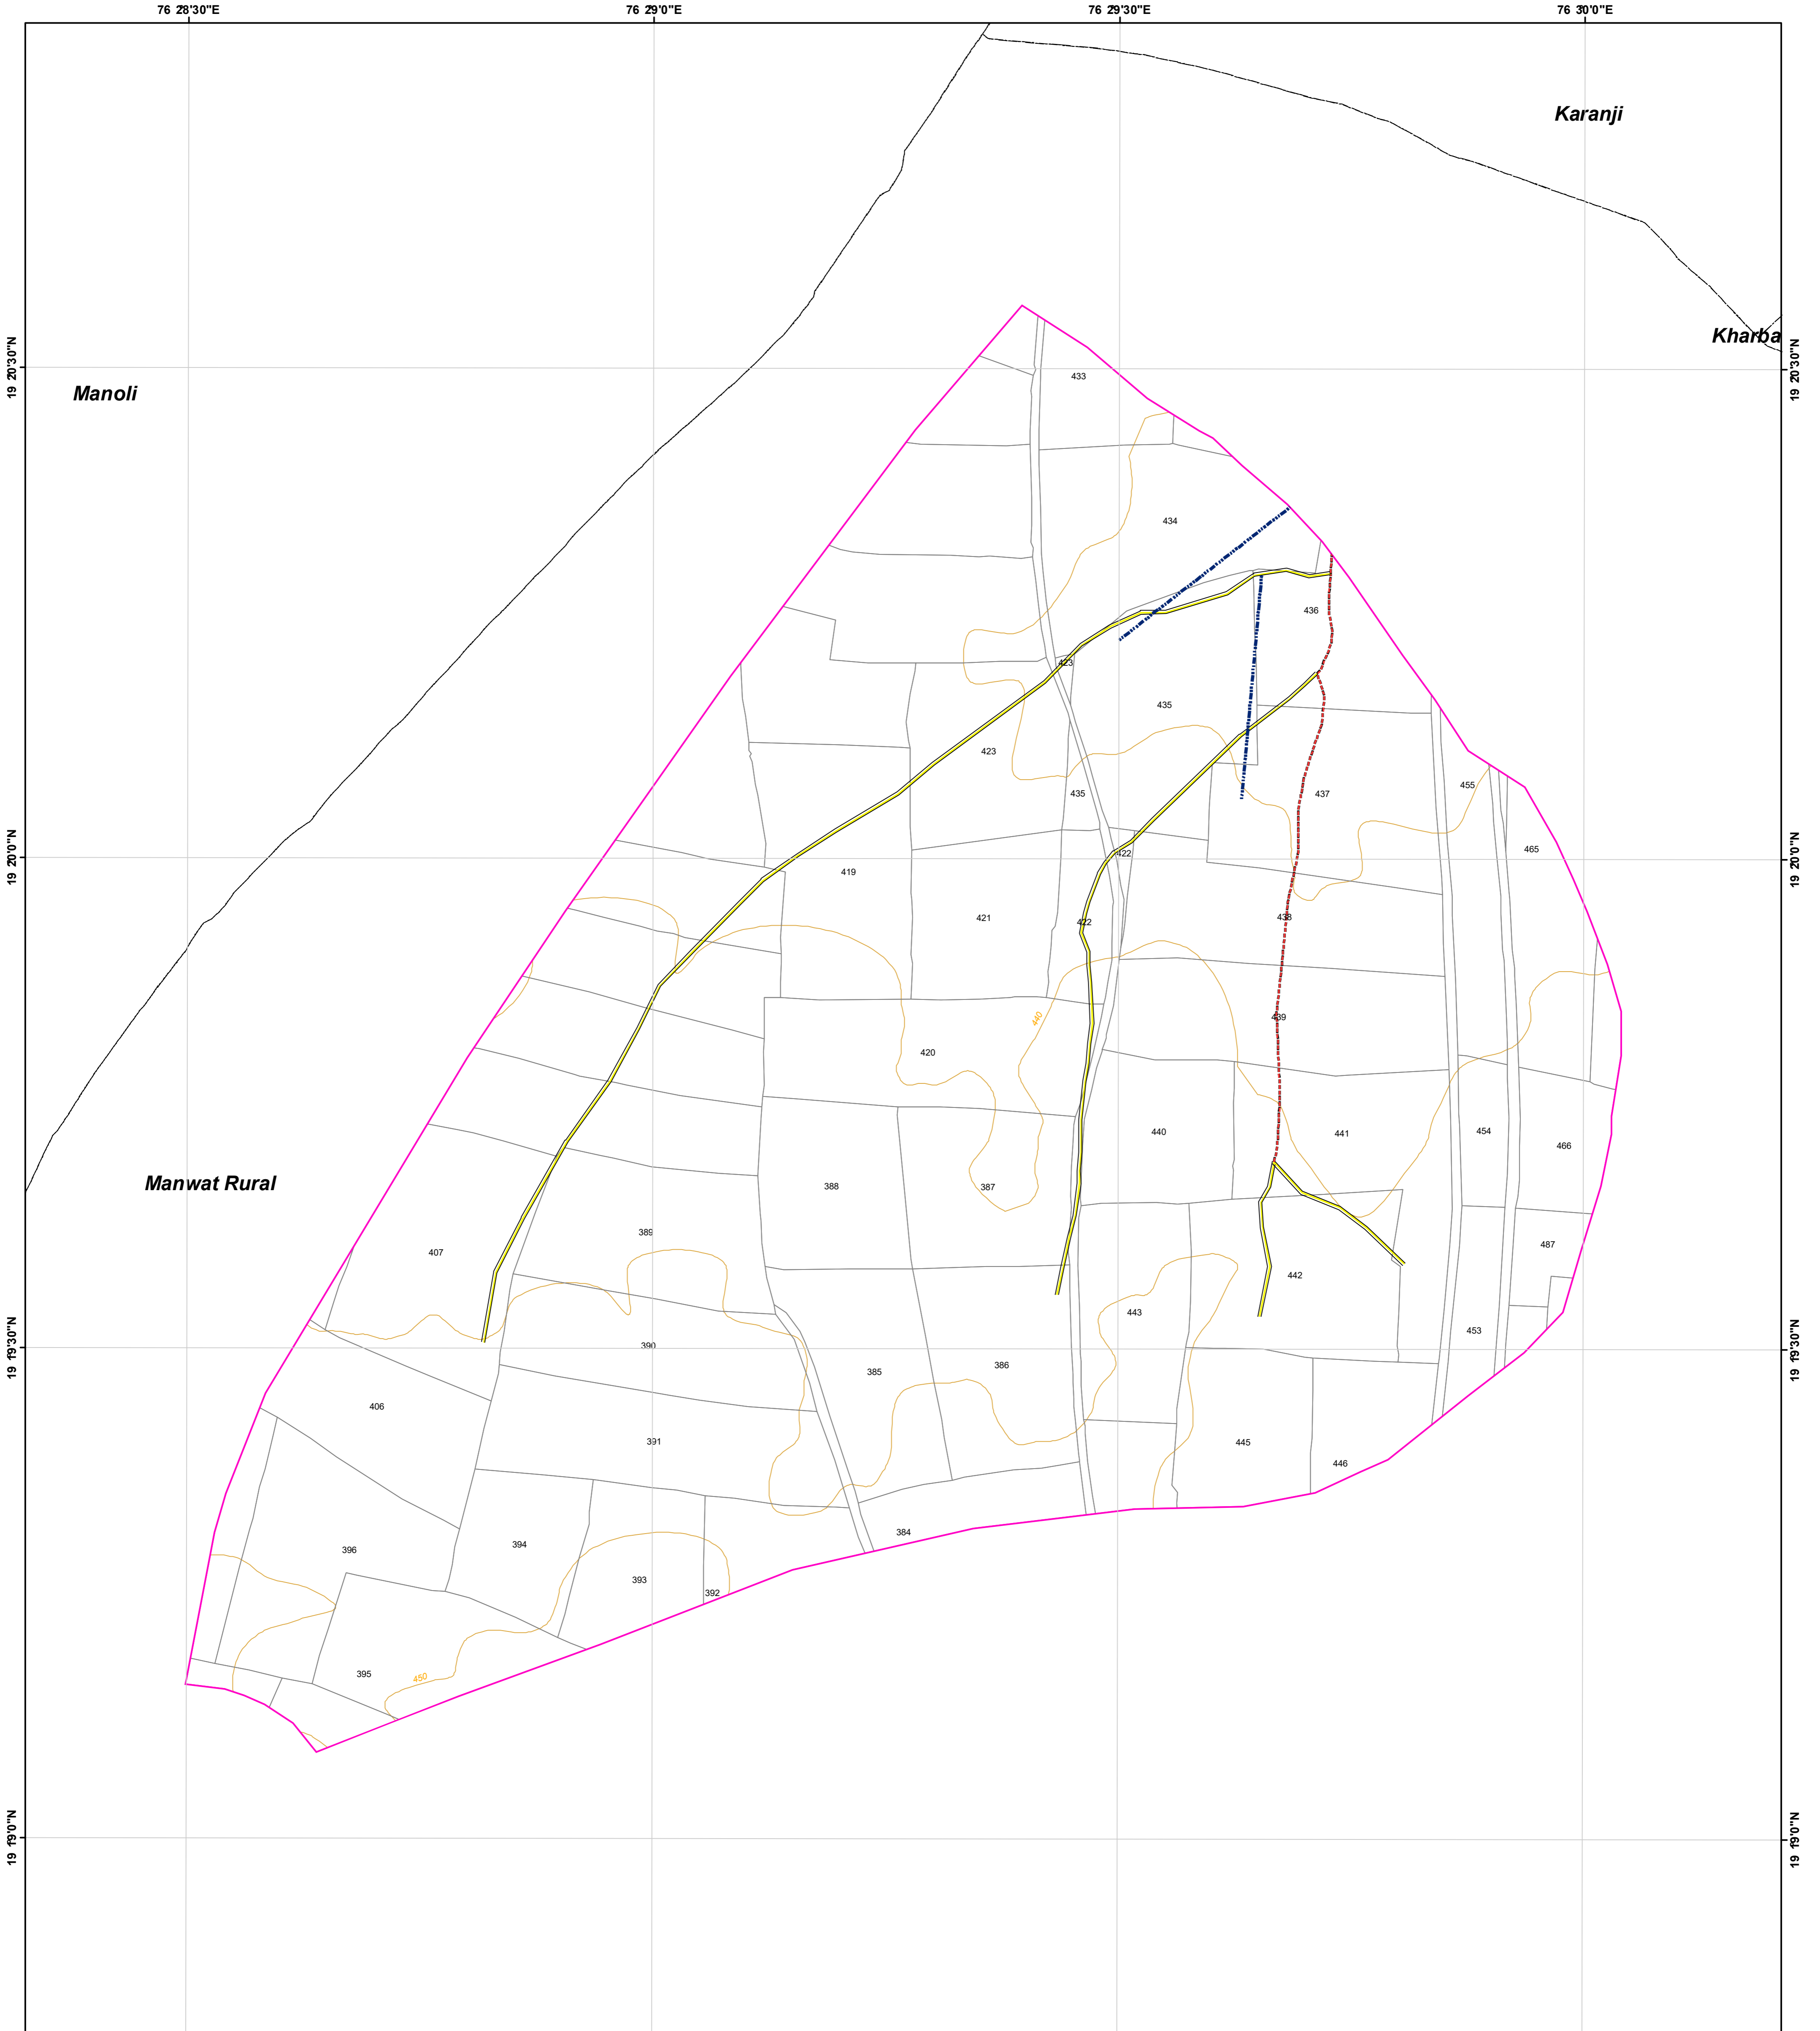 76 28'30"E
76 29'0"E
76 29'30"E
76 30'0"E
Karanji
Kharba
19 20'30"N
19 20'30"N
Manoli
433
434
436
423
435
423
435
437
455
422
465
419
421
422
438
440
439
420
19 20'0"N
19 20'0"N
440
441
454
466
Manwat Rural
388
387
389
407
487
442
443
453
390
19 19'30"N
19 19'30"N
385
386
406
391
445
446
384
394
396
393
392
395
450
19 19'0"N
19 19'0"N